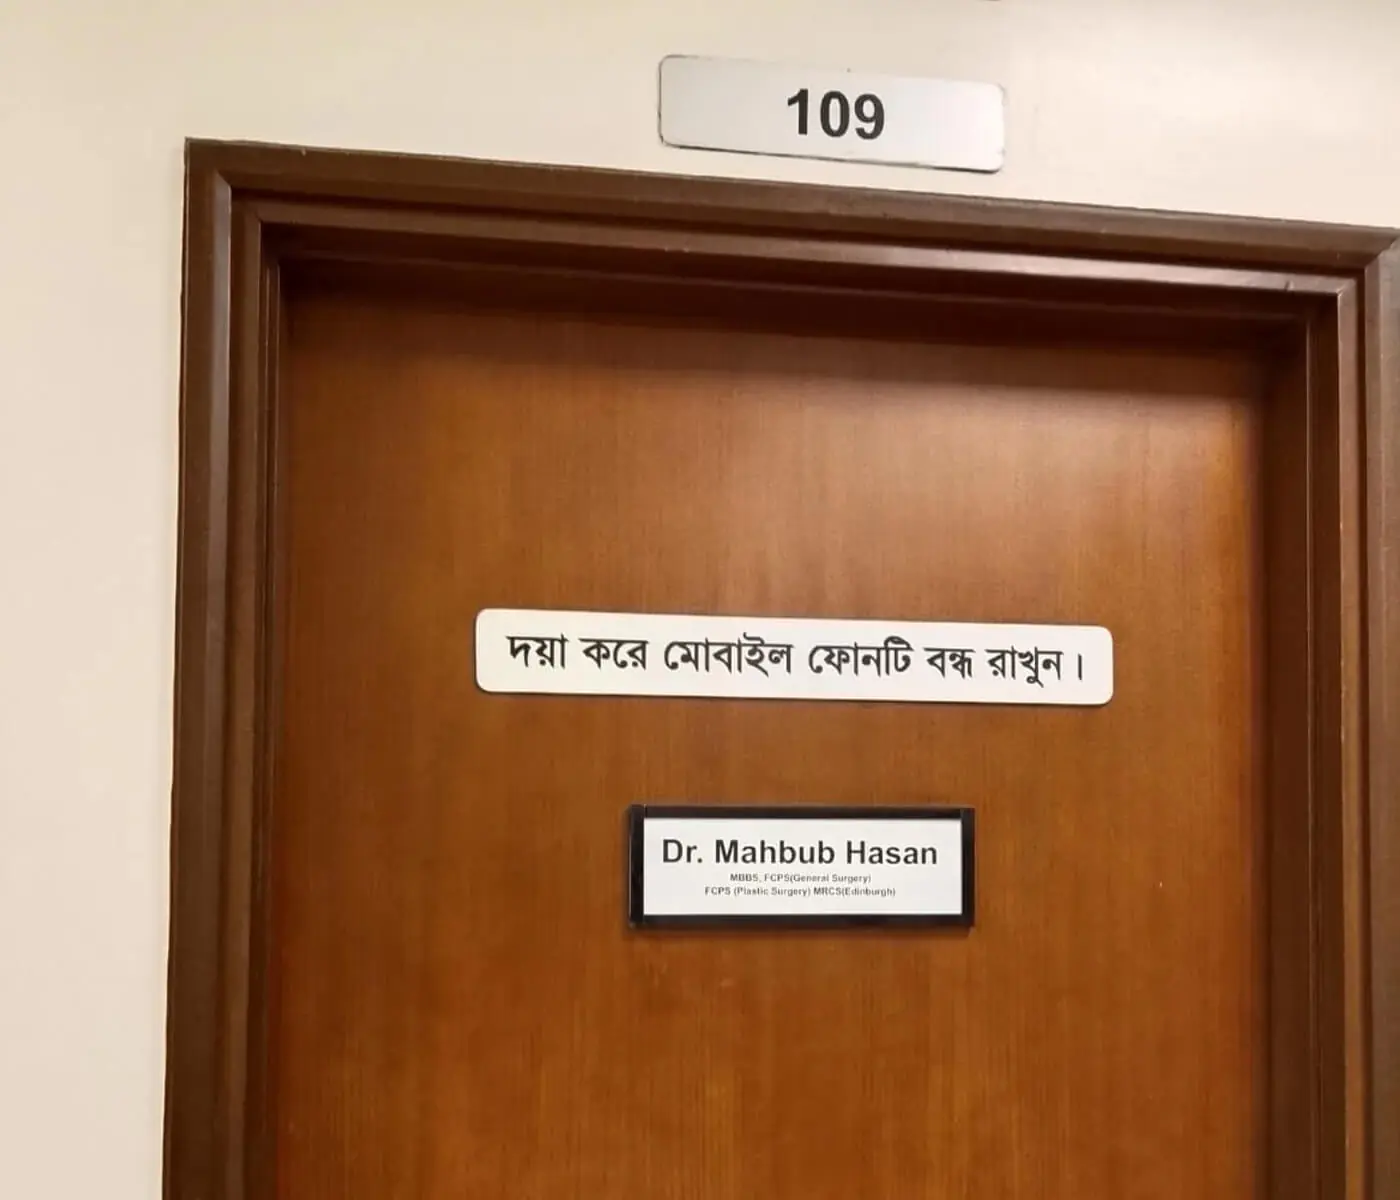 109
দয়া করে মোবাইল ফোনটি বন্ধ রাখুন।
Dr. Mahbub Hasan
MBBS, FCPS(General Surgery)
FCPS (Plastic Surgery) MRCS(Edinburgh)